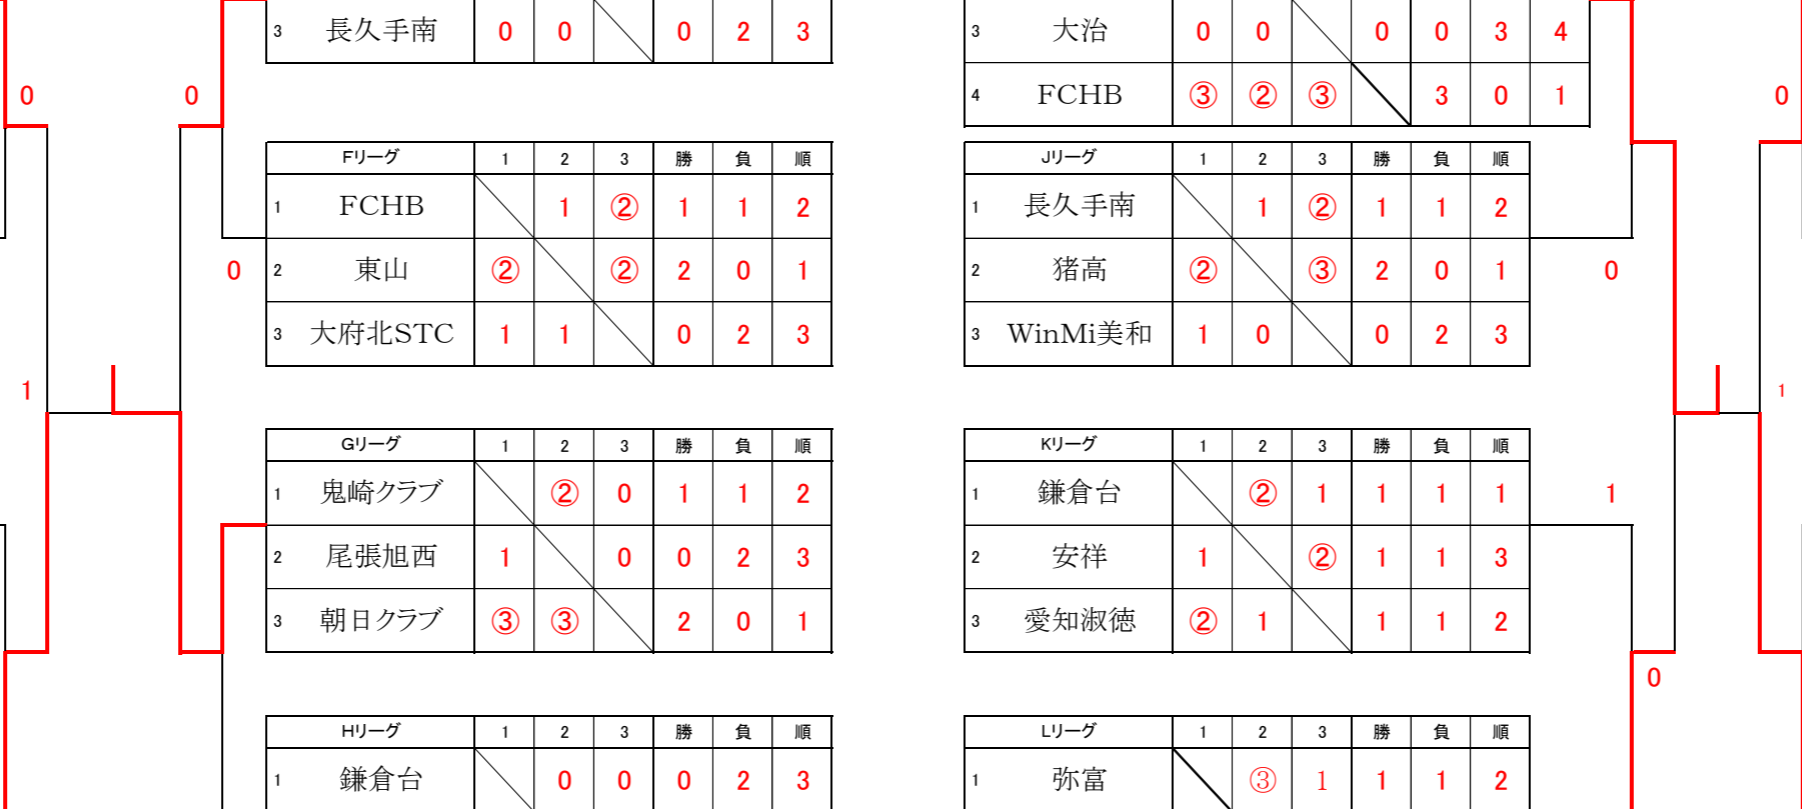 3 長久手南 0 0 0 2 3
3 大治 0 0 0 0 3 4
0 0
4 FCHB ③ ② ③ 3 0 1
0
Fリーグ 1 2 3 勝 負 順
1 FCHB 1 ② 1 1 2
0 2 東山 ② ② 2 0 1
3 大府北STC 1 1 0 2 3
Jリーグ 1 2 3 勝 負 順
1 長久手南 1 ② 1 1 2
2 猪高 ② ③ 2 0 1 0
3 WinMi美和 1 0 0 2 3
1
1
Gリーグ 1 2 3 勝 負 順
1 鬼崎クラブ ② 0 1 1 2
2 尾張旭西 1 0 0 2 3
3 朝日クラブ ③ ③ 2 0 1
Kリーグ 1 2 3 勝 負 順
1 鎌倉台 ② 1 1 1 1 1
2 安祥 1 ② 1 1 3
3 愛知淑徳 ② 1 1 1 2
0
Hリーグ 1 2 3 勝 負 順
1 鎌倉台 0 0 0 2 3
Lリーグ 1 2 3 勝 負 順
1 弥富 ③ 1 1 1 2